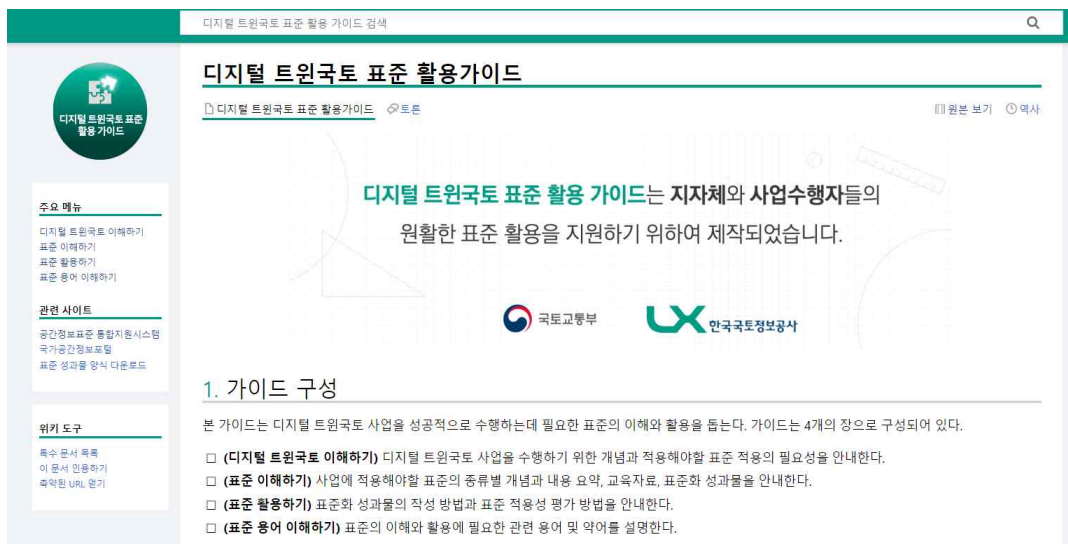 디지털 트윈국토 표준 활용 가이드 검색
디지털 트윈국토 표준
활용 가이드
주요 메뉴
디지털 트윈국토 이해하기
표준 이해하기
표준 활용하기
표준 용어 이해하기
관련 사이트
공간정보표준 통합지원시스템
국가공간정보포털
표준 성과물 양식 다운로드
위키 도구
특수 문서 목록
이 문서 인용하기
축약된 URL 얻기
디지털 트윈국토 표준 활용가이드
디지털 트윈국토 표준 활용가이드 토론 원본 보기 역사
디지털 트윈국토 표준 활용 가이드는 지자체와 사업수행자들의
원활한 표준 활용을 지원하기 위하여 제작되었습니다.
국토교통부 LX 한국국토정보공사
1. 가이드 구성
본 가이드는 디지털 트윈국토 사업을 성공적으로 수행하는데 필요한 표준의 이해와 활용을 돕는다. 가이드는 4개의 장으로 구성되어 있다.
□ (디지털 트윈국토 이해하기) 디지털 트윈국토 사업을 수행하기 위한 개념과 적용해야할 표준 적용의 필요성을 안내한다.
□ (표준 이해하기) 사업에 적용해야할 표준의 종류별 개념과 내용 요약, 교육자료, 표준화 성과물을 안내한다.
□ (표준 활용하기) 표준화 성과물의 작성 방법과 표준 적용성 평가 방법을 안내한다.
□ (표준 용어 이해하기) 표준의 이해와 활용에 필요한 관련 용어 및 약어를 설명한다.